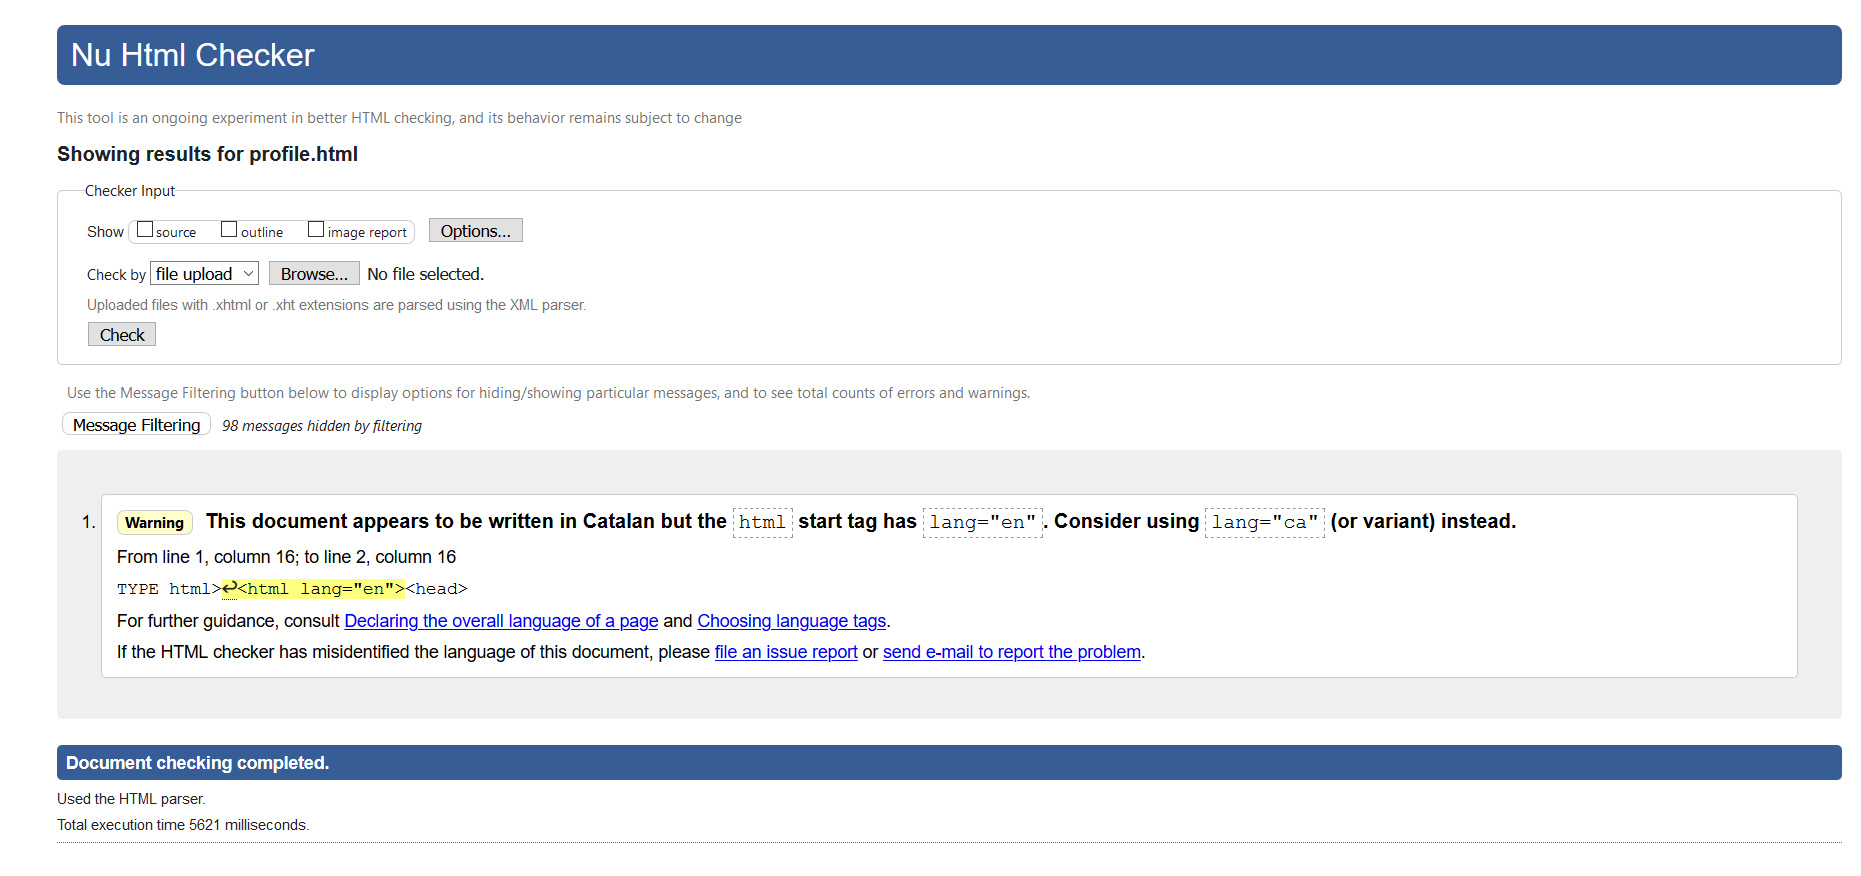 Nu Html Checker
This tool is an ongoing experiment in better HTML checking, and its behavior remains subject to change
Showing results for profile.html
Checker Input
Show source outline image report Options...
Check by file upload Browse... No file selected.
Uploaded files with .xhtml or .xht extensions are parsed using the XML parser.
Check
Use the Message Filtering button below to display options for hiding/showing particular messages, and to see total counts of errors and warnings.
Message Filtering 98 messages hidden by filtering
1. Warning This document appears to be written in Catalan but the html start tag has lang="en". Consider using lang="ca" (or variant) instead.
From line 1, column 16; to line 2, column 16
TYPE html>↩<html lang="en"><head>
For further guidance, consult Declaring the overall language of a page and Choosing language tags.
If the HTML checker has misidentified the language of this document, please file an issue report or send e-mail to report the problem.
Document checking completed.
Used the HTML parser.
Total execution time 5621 milliseconds.